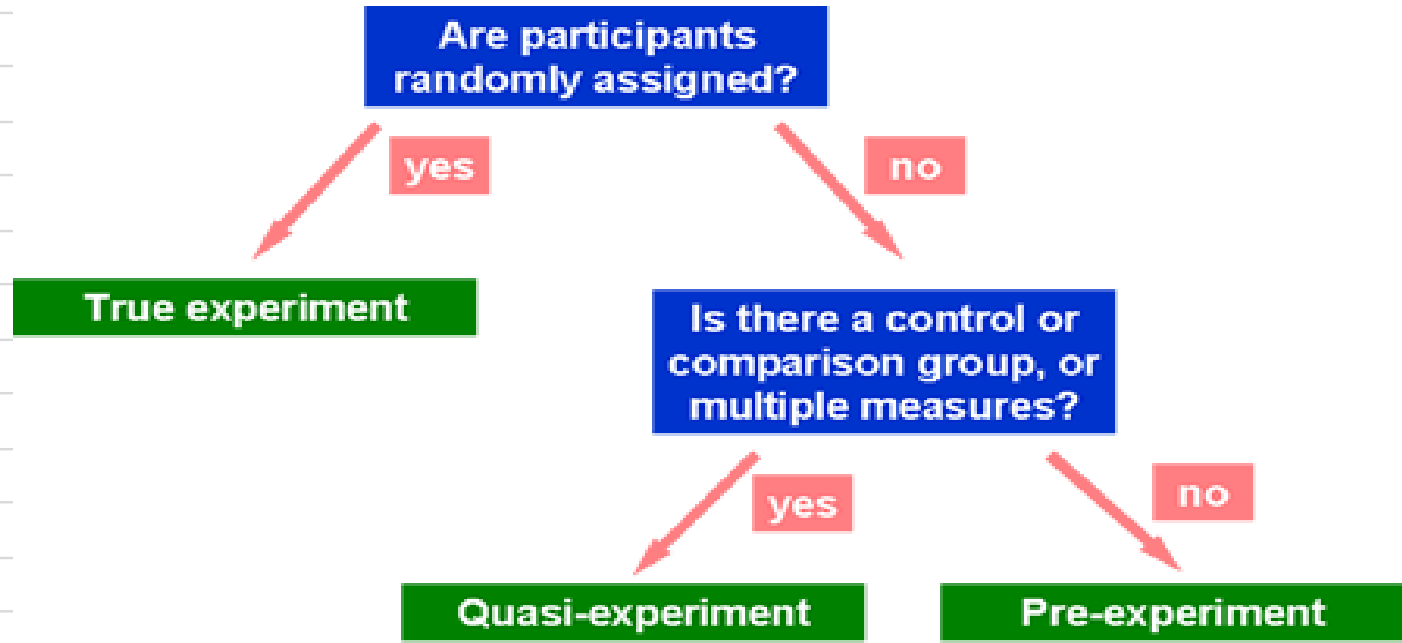 Are participants
randomly assigned?
yes
no
True experiment
Is there a control or
comparison group, or
multiple measures?
yes
no
Quasi-experiment
Pre-experiment